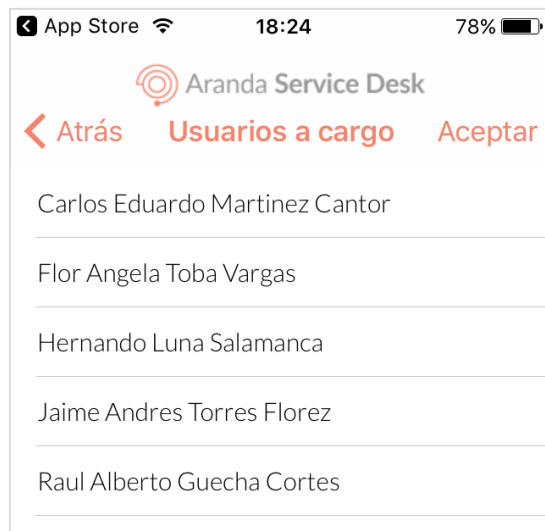 App Store 18:24 78%
Aranda Service Desk
Atrás Usuarios a cargo Aceptar
Carlos Eduardo Martinez Cantor
Flor Angela Toba Vargas
Hernando Luna Salamanca
Jaime Andres Torres Florez
Raul Alberto Guecha Cortes